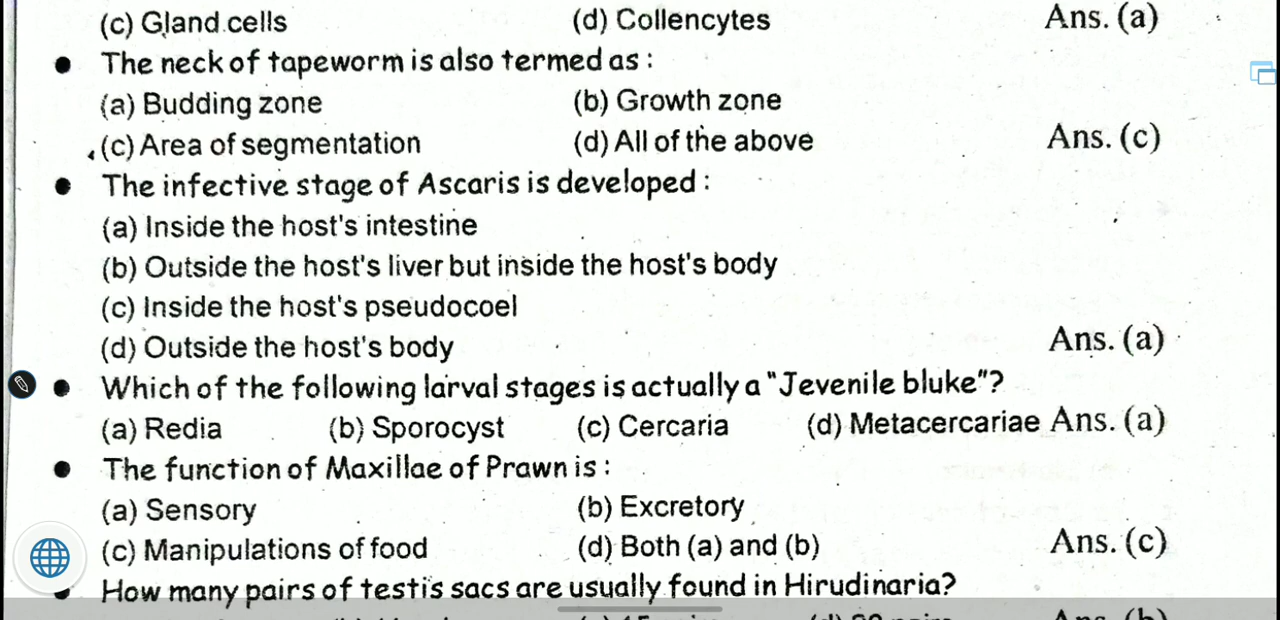 (c) Gland cells (d) Collencytes Ans. (a)
• The neck of tapeworm is also termed as :
(a) Budding zone (b) Growth zone
(c) Area of segmentation (d) All of the above Ans. (c)
• The infective stage of Ascaris is developed :
(a) Inside the host's intestine
(b) Outside the host's liver but inside the host's body
(c) Inside the host's pseudocoel
(d) Outside the host's body Ans. (a)
• Which of the following larval stages is actually a "Jevenile bluke"?
(a) Redia (b) Sporocyst (c) Cercaria (d) Metacercariae Ans. (a)
• The function of Maxillae of Prawn is :
(a) Sensory (b) Excretory
(c) Manipulations of food (d) Both (a) and (b) Ans. (c)
• How many pairs of testis sacs are usually found in Hirudinaria?